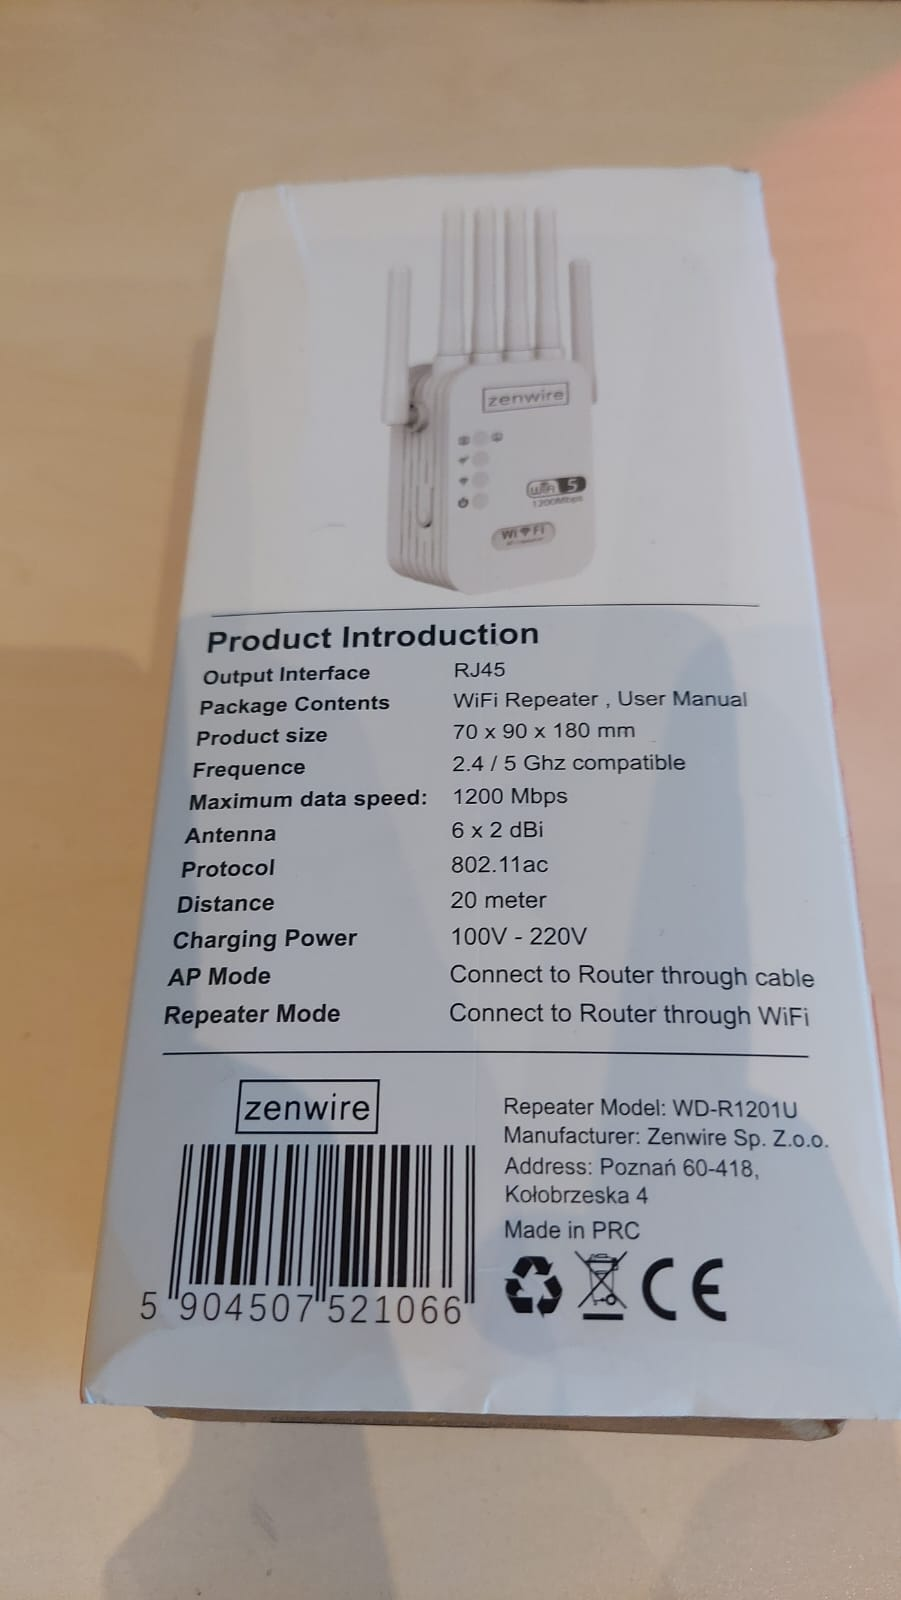 zenwire
WiFi 5
1200Mbps
WiFi
Product Introduction
Output Interface RJ45
Package Contents WiFi Repeater , User Manual
Product size 70 x 90 x 180 mm
Frequence 2.4 / 5 Ghz compatible
Maximum data speed: 1200 Mbps
Antenna 6 x 2 dBi
Protocol 802.11ac
Distance 20 meter
Charging Power 100V - 220V
AP Mode Connect to Router through cable
Repeater Mode Connect to Router through WiFi
zenwire
5 904507 521066
Repeater Model: WD-R1201U
Manufacturer: Zenwire Sp. Z.o.o.
Address: Poznań 60-418,
Kołobrzeska 4
Made in PRC
CE